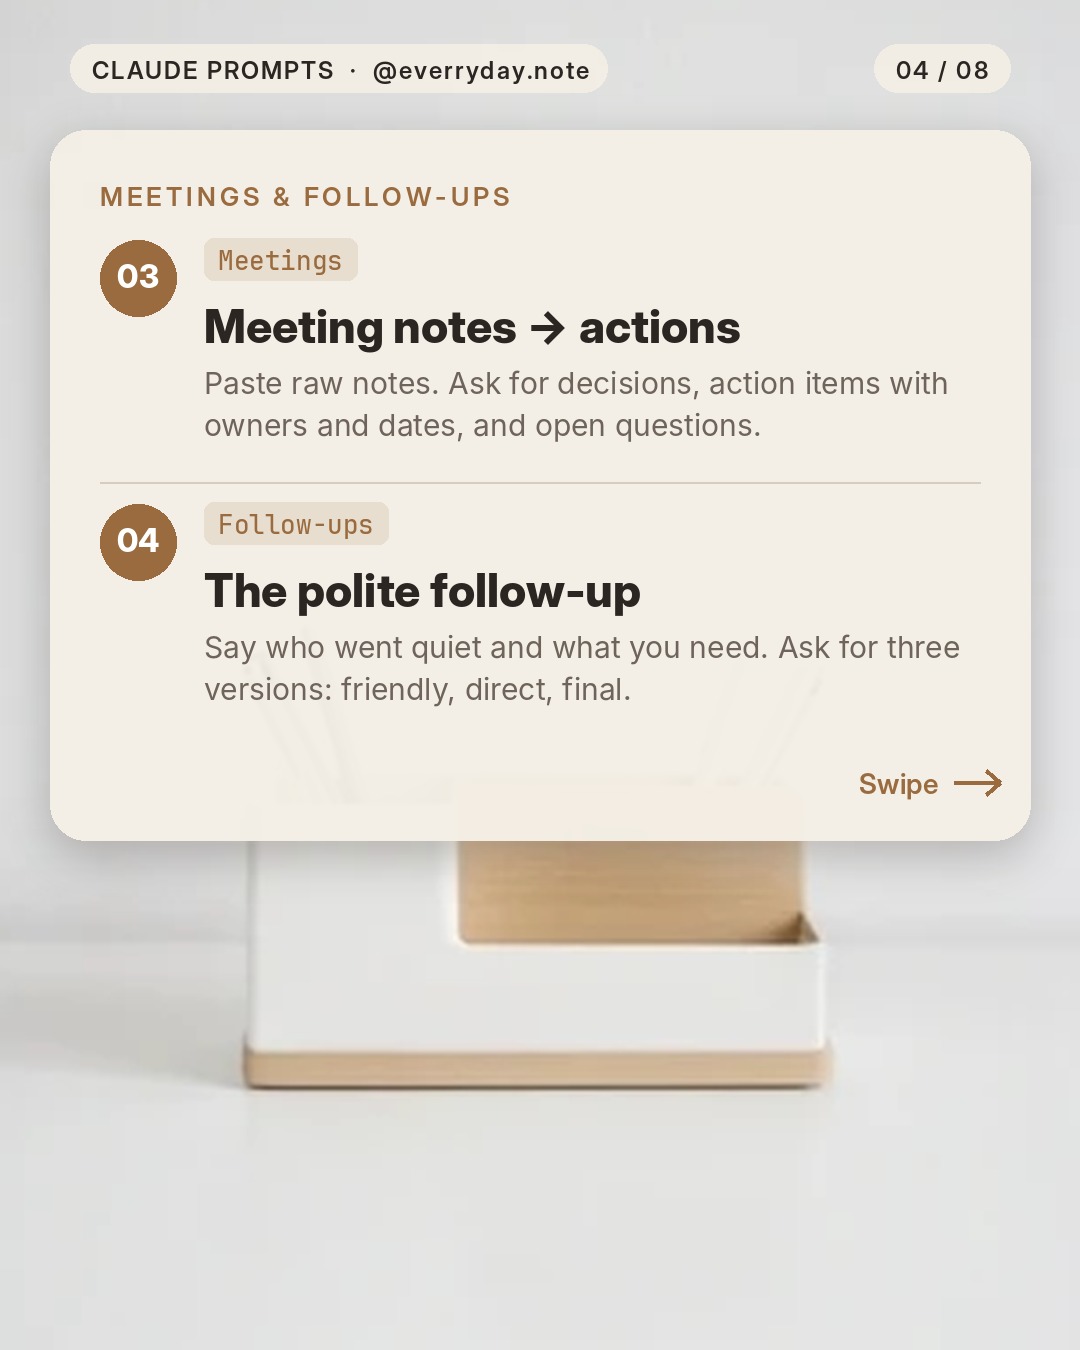 CLAUDE PROMPTS · @everryday.note
04 / 08
MEETINGS & FOLLOW-UPS
03
Meetings
Meeting notes → actions
Paste raw notes. Ask for decisions, action items with
owners and dates, and open questions.
04
Follow-ups
The polite follow-up
Say who went quiet and what you need. Ask for three
versions: friendly, direct, final.
Swipe →